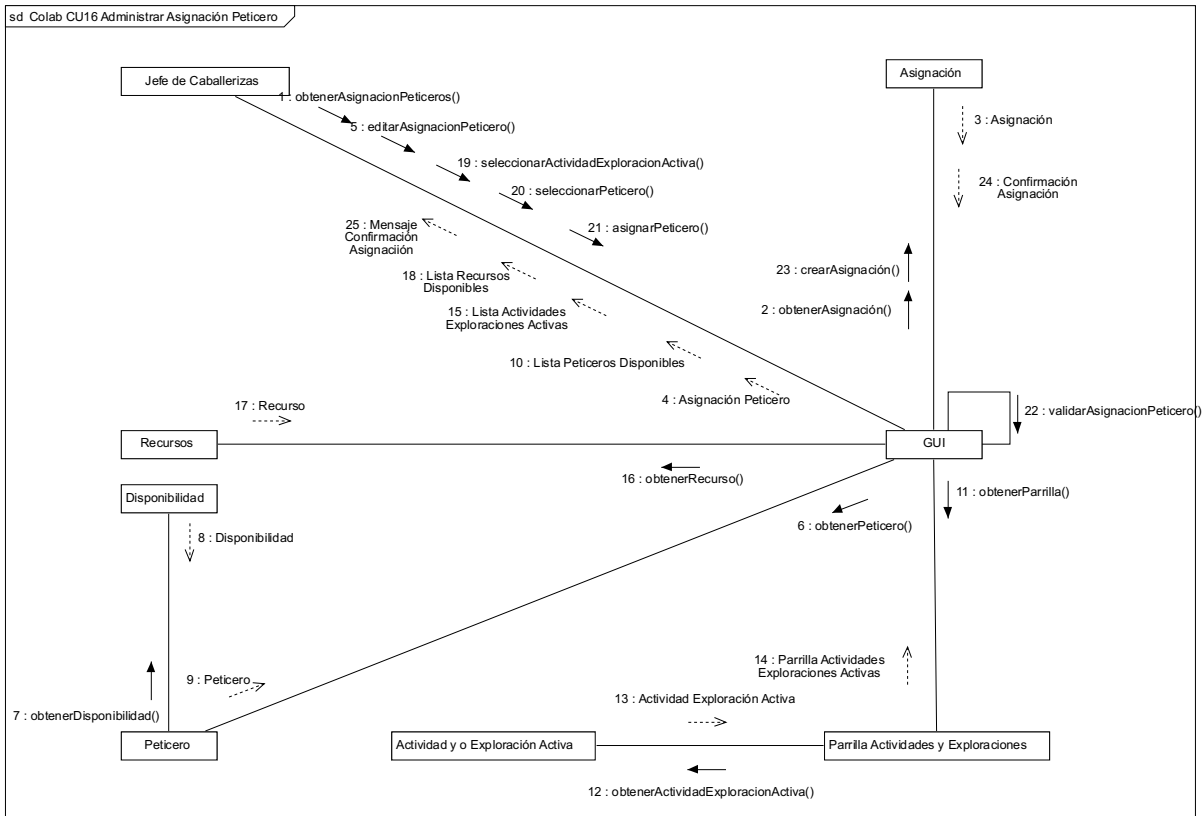 sd Colab CU16 Administrar Asignación Peticero
Jefe de Caballerizas
Asignación
1 : obtenerAsignacionPeticeros()
5 : editarAsignacionPeticero()
3 : Asignación
19 : seleccionarActividadExploracionActiva()
20 : seleccionarPeticero()
24 : Confirmación
Asignación
21 : asignarPeticero()
25 : Mensaje
Confirmación
Asignaciión
23 : crearAsignación()
18 : Lista Recursos
Disponibles
2 : obtenerAsignación()
15 : Lista Actividades
Exploraciones Activas
10 : Lista Peticeros Disponibles
4 : Asignación Peticero
17 : Recurso
22 : validarAsignacionPeticero()
Recursos
GUI
16 : obtenerRecurso()
11 : obtenerParrilla()
Disponibilidad
6 : obtenerPeticero()
8 : Disponibilidad
14 : Parrilla Actividades
Exploraciones Activas
9 : Peticero
13 : Actividad Exploración Activa
7 : obtenerDisponibilidad()
Peticero
Actividad y o Exploración Activa
Parrilla Actividades y Exploraciones
12 : obtenerActividadExploracionActiva()